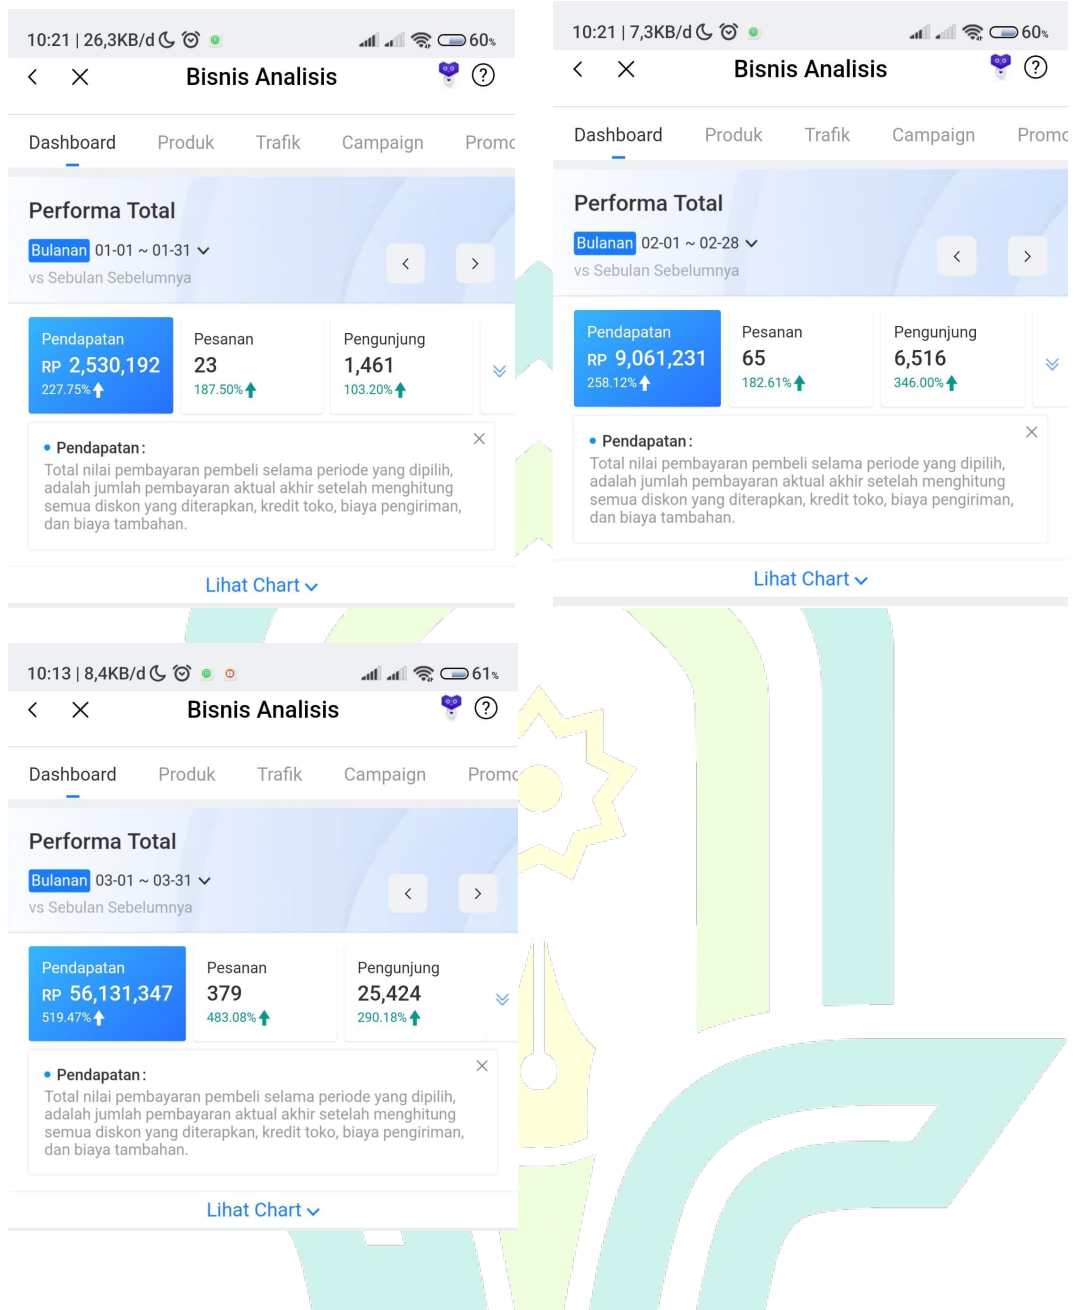 10:21 | 26,3KB/d 60%
Bisnis Analisis
Dashboard Produk Trafik Campaign Promo
Performa Total
Bulanan 01-01 ~ 01-31
vs Sebulan Sebelumnya
Pendapatan Pesanan Pengunjung
RP 2,530,192 23 1,461
227.75% 187.50% 103.20%
Pendapatan :
Total nilai pembayaran pembeli selama periode yang dipilih,
adalah jumlah pembayaran aktual akhir setelah menghitung
semua diskon yang diterapkan, kredit toko, biaya pengiriman,
dan biaya tambahan.
Lihat Chart
10:21 | 7,3KB/d 60%
Bisnis Analisis
Dashboard Produk Trafik Campaign Promo
Performa Total
Bulanan 02-01 ~ 02-28
vs Sebulan Sebelumnya
Pendapatan Pesanan Pengunjung
RP 9,061,231 65 6,516
258.12% 182.61% 346.00%
Pendapatan :
Total nilai pembayaran pembeli selama periode yang dipilih,
adalah jumlah pembayaran aktual akhir setelah menghitung
semua diskon yang diterapkan, kredit toko, biaya pengiriman,
dan biaya tambahan.
Lihat Chart
10:13 | 8,4KB/d 61%
Bisnis Analisis
Dashboard Produk Trafik Campaign Promo
Performa Total
Bulanan 03-01 ~ 03-31
vs Sebulan Sebelumnya
Pendapatan Pesanan Pengunjung
RP 56,131,347 379 25,424
519.47% 483.08% 290.18%
Pendapatan :
Total nilai pembayaran pembeli selama periode yang dipilih,
adalah jumlah pembayaran aktual akhir setelah menghitung
semua diskon yang diterapkan, kredit toko, biaya pengiriman,
dan biaya tambahan.
Lihat Chart